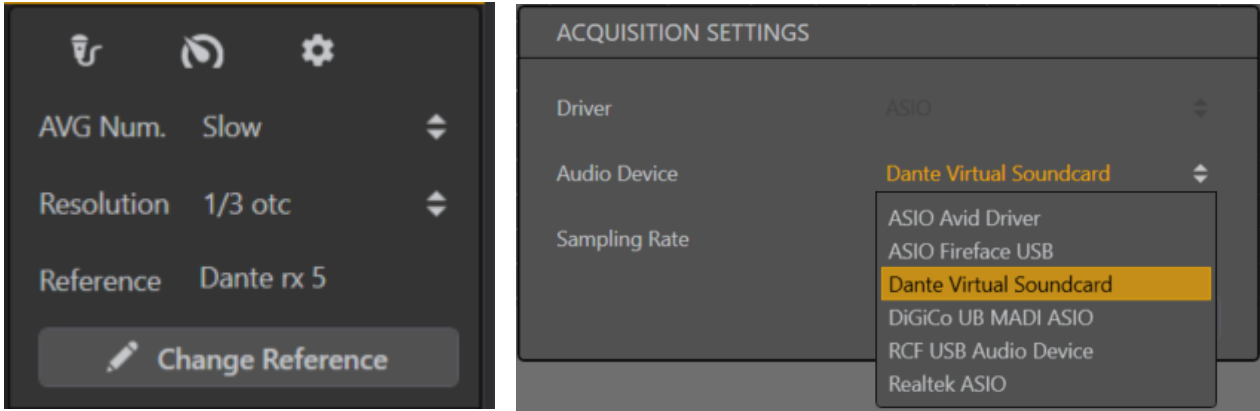 AVG Num. Slow
Resolution 1/3 otc
Reference Dante rx 5
Change Reference
ACQUISITION SETTINGS
Driver ASIO
Audio Device Dante Virtual Soundcard
Sampling Rate
ASIO Avid Driver
ASIO Fireface USB
Dante Virtual Soundcard
DiGiCo UB MADI ASIO
RCF USB Audio Device
Realtek ASIO